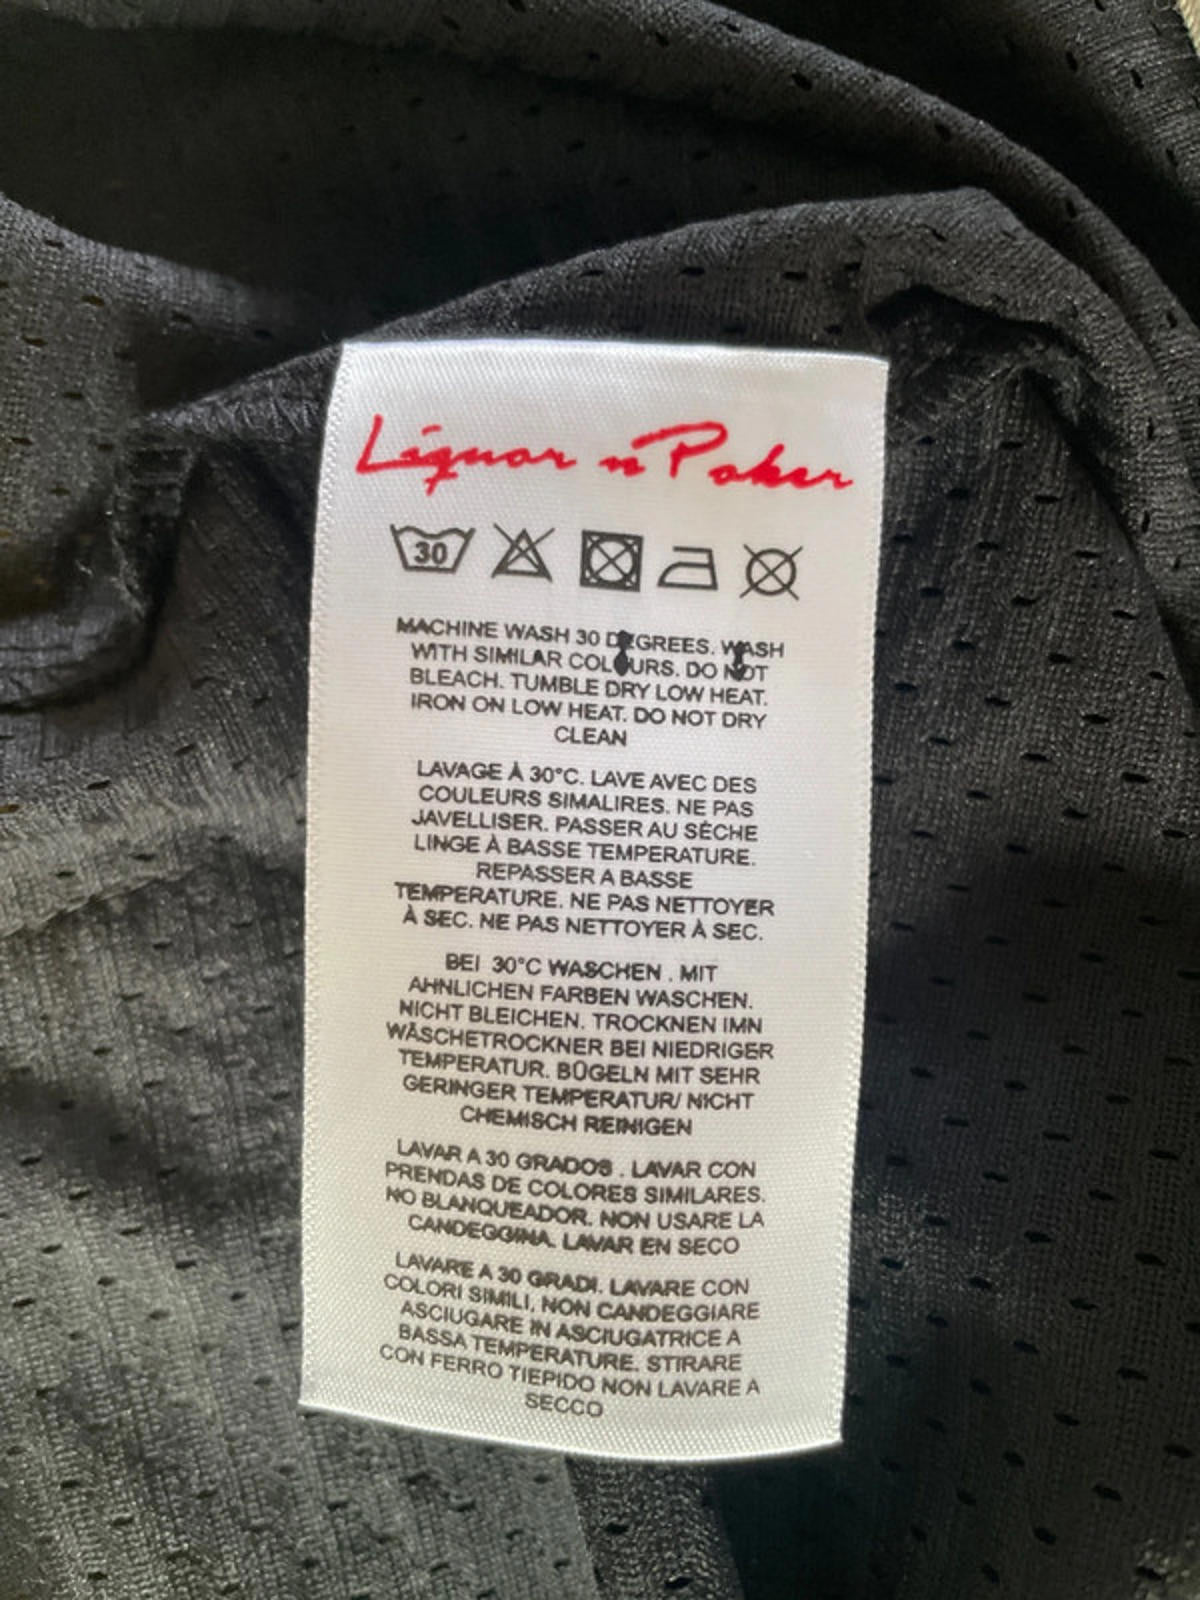 Liquor n Poker
30
MACHINE WASH 30 DEGREES. WASH
WITH SIMILAR COLOURS. DO NOT
BLEACH. TUMBLE DRY LOW HEAT.
IRON ON LOW HEAT. DO NOT DRY
CLEAN
LAVAGE À 30°C. LAVE AVEC DES
COULEURS SIMALIRES. NE PAS
JAVELLISER. PASSER AU SÈCHE
LINGE À BASSE TEMPERATURE.
REPASSER A BASSE
TEMPERATURE. NE PAS NETTOYER
À SEC. NE PAS NETTOYER À SEC.
BEI 30°C WASCHEN . MIT
AHNLICHEN FARBEN WASCHEN.
NICHT BLEICHEN. TROCKNEN IMN
WÄSCHETROCKNER BEI NIEDRIGER
TEMPERATUR. BÜGELN MIT SEHR
GERINGER TEMPERATUR/ NICHT
CHEMISCH REINIGEN
LAVAR A 30 GRADOS . LAVAR CON
PRENDAS DE COLORES SIMILARES.
NO BLANQUEADOR. NON USARE LA
CANDEGGINA. LAVAR EN SECO
LAVARE A 30 GRADI. LAVARE CON
COLORI SIMILI, NON CANDEGGIARE
ASCIUGARE IN ASCIUGATRICE A
BASSA TEMPERATURE. STIRARE
CON FERRO TIEPIDO NON LAVARE A
SECCO